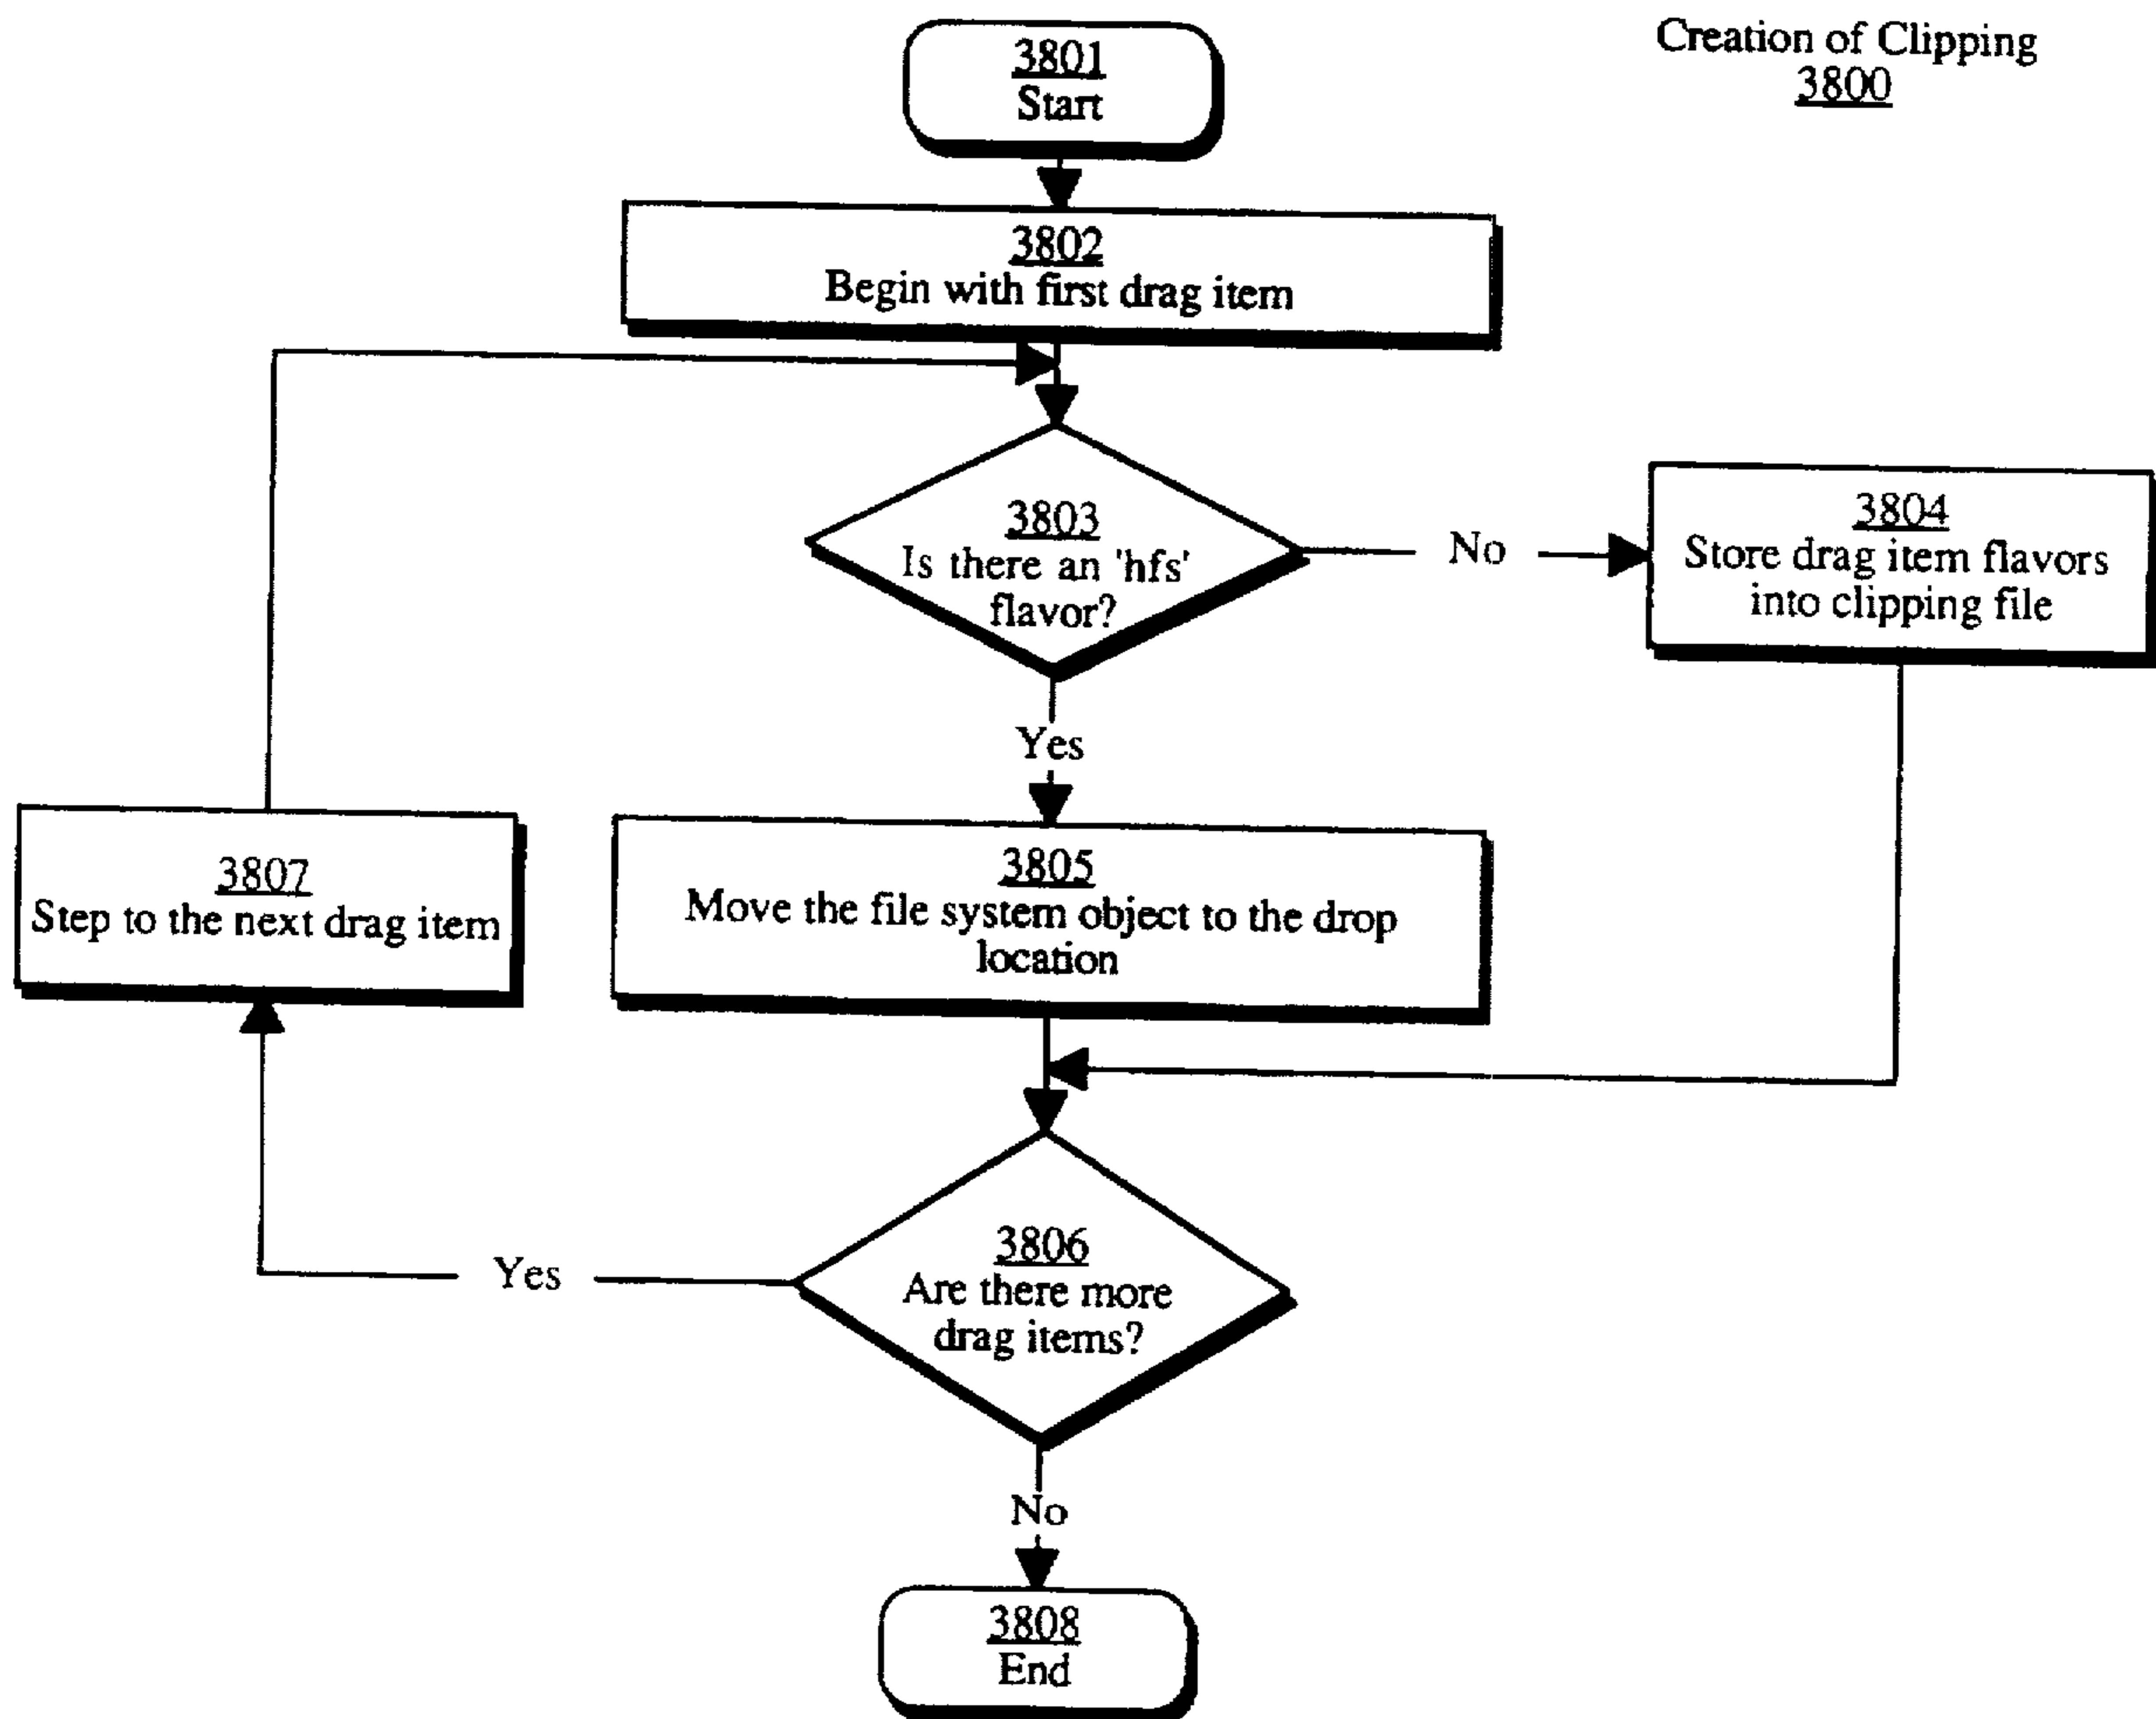 Creation of Clipping
3800
3801
Start
3802
Begin with first drag item
3803
Is there an 'hfs'
flavor?
No
3804
Store drag item flavors
into clipping file
Yes
3805
Move the file system object to the drop
location
3807
Step to the next drag item
3806
Are there more
drag items?
Yes
No
3808
End